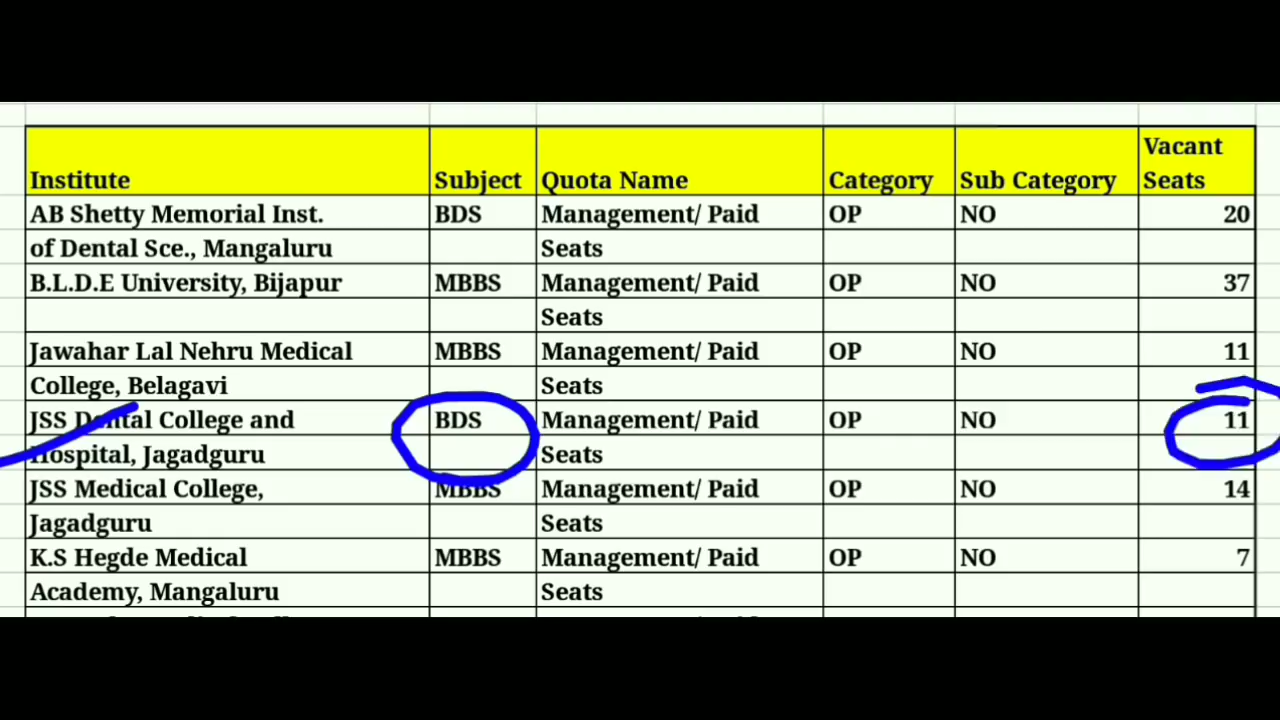 Vacant
Institute Subject Quota Name Category Sub Category Seats
AB Shetty Memorial Inst. BDS Management/ Paid OP NO 20
of Dental Sce., Mangaluru Seats
B.L.D.E University, Bijapur MBBS Management/ Paid OP NO 37
Seats
Jawahar Lal Nehru Medical MBBS Management/ Paid OP NO 11
College, Belagavi Seats
JSS Dental College and BDS Management/ Paid OP NO 11
Hospital, Jagadguru Seats
JSS Medical College, MBBS Management/ Paid OP NO 14
Jagadguru Seats
K.S Hegde Medical MBBS Management/ Paid OP NO 7
Academy, Mangaluru Seats